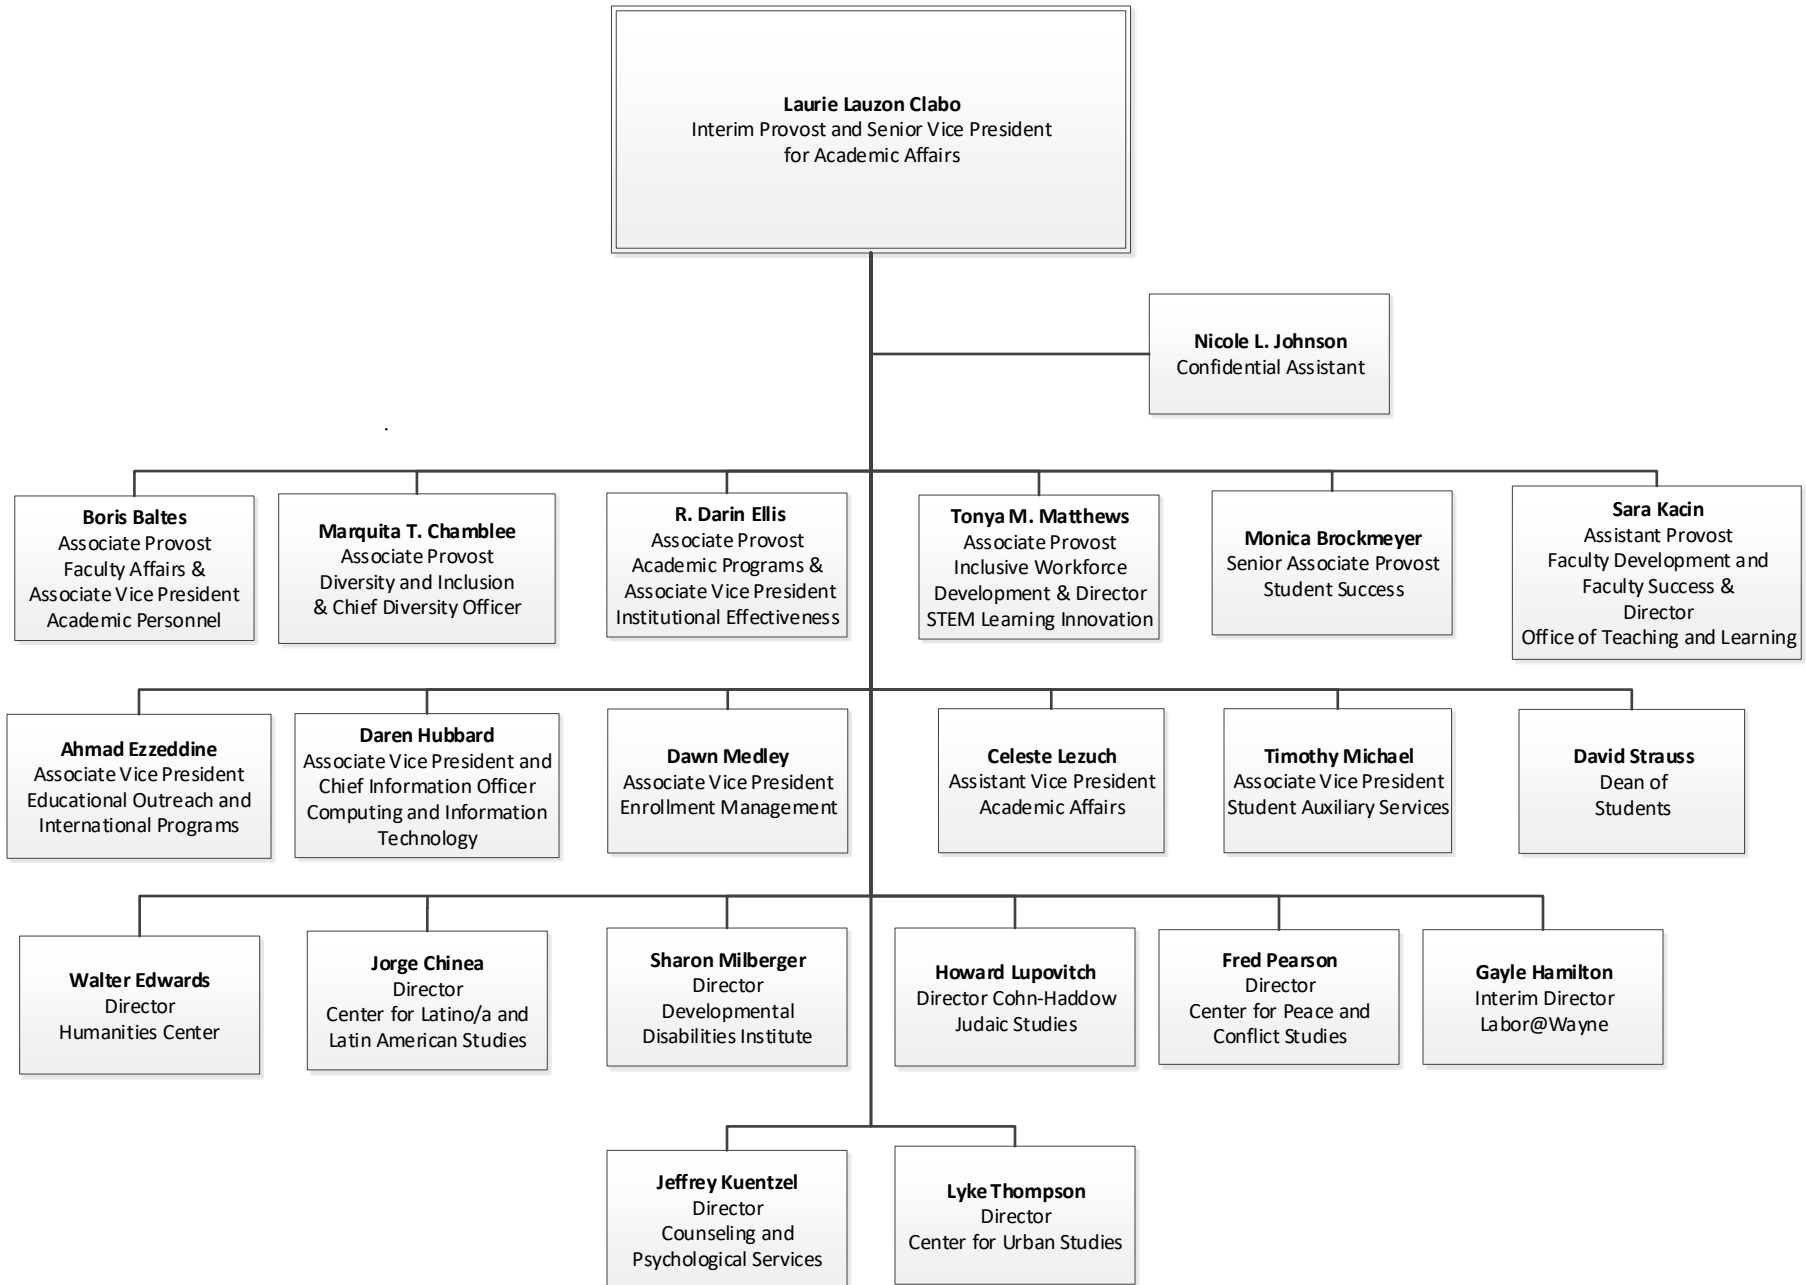 Laurie Lauzon Clabo
Interim Provost and Senior Vice President
for Academic Affairs
Nicole L. Johnson
Confidential Assistant
.
Boris Baltes
Associate Provost
Faculty Affairs &
Associate Vice President
Academic Personnel
Marquita T. Chamblee
Associate Provost
Diversity and Inclusion
& Chief Diversity Officer
R. Darin Ellis
Associate Provost
Academic Programs &
Associate Vice President
Institutional Effectiveness
Tonya M. Matthews
Associate Provost
Inclusive Workforce
Development & Director
STEM Learning Innovation
Monica Brockmeyer
Senior Associate Provost
Student Success
Sara Kacin
Assistant Provost
Faculty Development and
Faculty Success &
Director
Office of Teaching and Learning
Ahmad Ezzeddine
Associate Vice President
Educational Outreach and
International Programs
Daren Hubbard
Associate Vice President and
Chief Information Officer
Computing and Information
Technology
Dawn Medley
Associate Vice President
Enrollment Management
Celeste Lezuch
Assistant Vice President
Academic Affairs
Timothy Michael
Associate Vice President
Student Auxiliary Services
David Strauss
Dean of
Students
Walter Edwards
Director
Humanities Center
Jorge Chinea
Director
Center for Latino/a and
Latin American Studies
Sharon Milberger
Director
Developmental
Disabilities Institute
Howard Lupovitch
Director Cohn-Haddow
Judaic Studies
Fred Pearson
Director
Center for Peace and
Conflict Studies
Gayle Hamilton
Interim Director
Labor@Wayne
Jeffrey Kuentzel
Director
Counseling and
Psychological Services
Lyke Thompson
Director
Center for Urban Studies